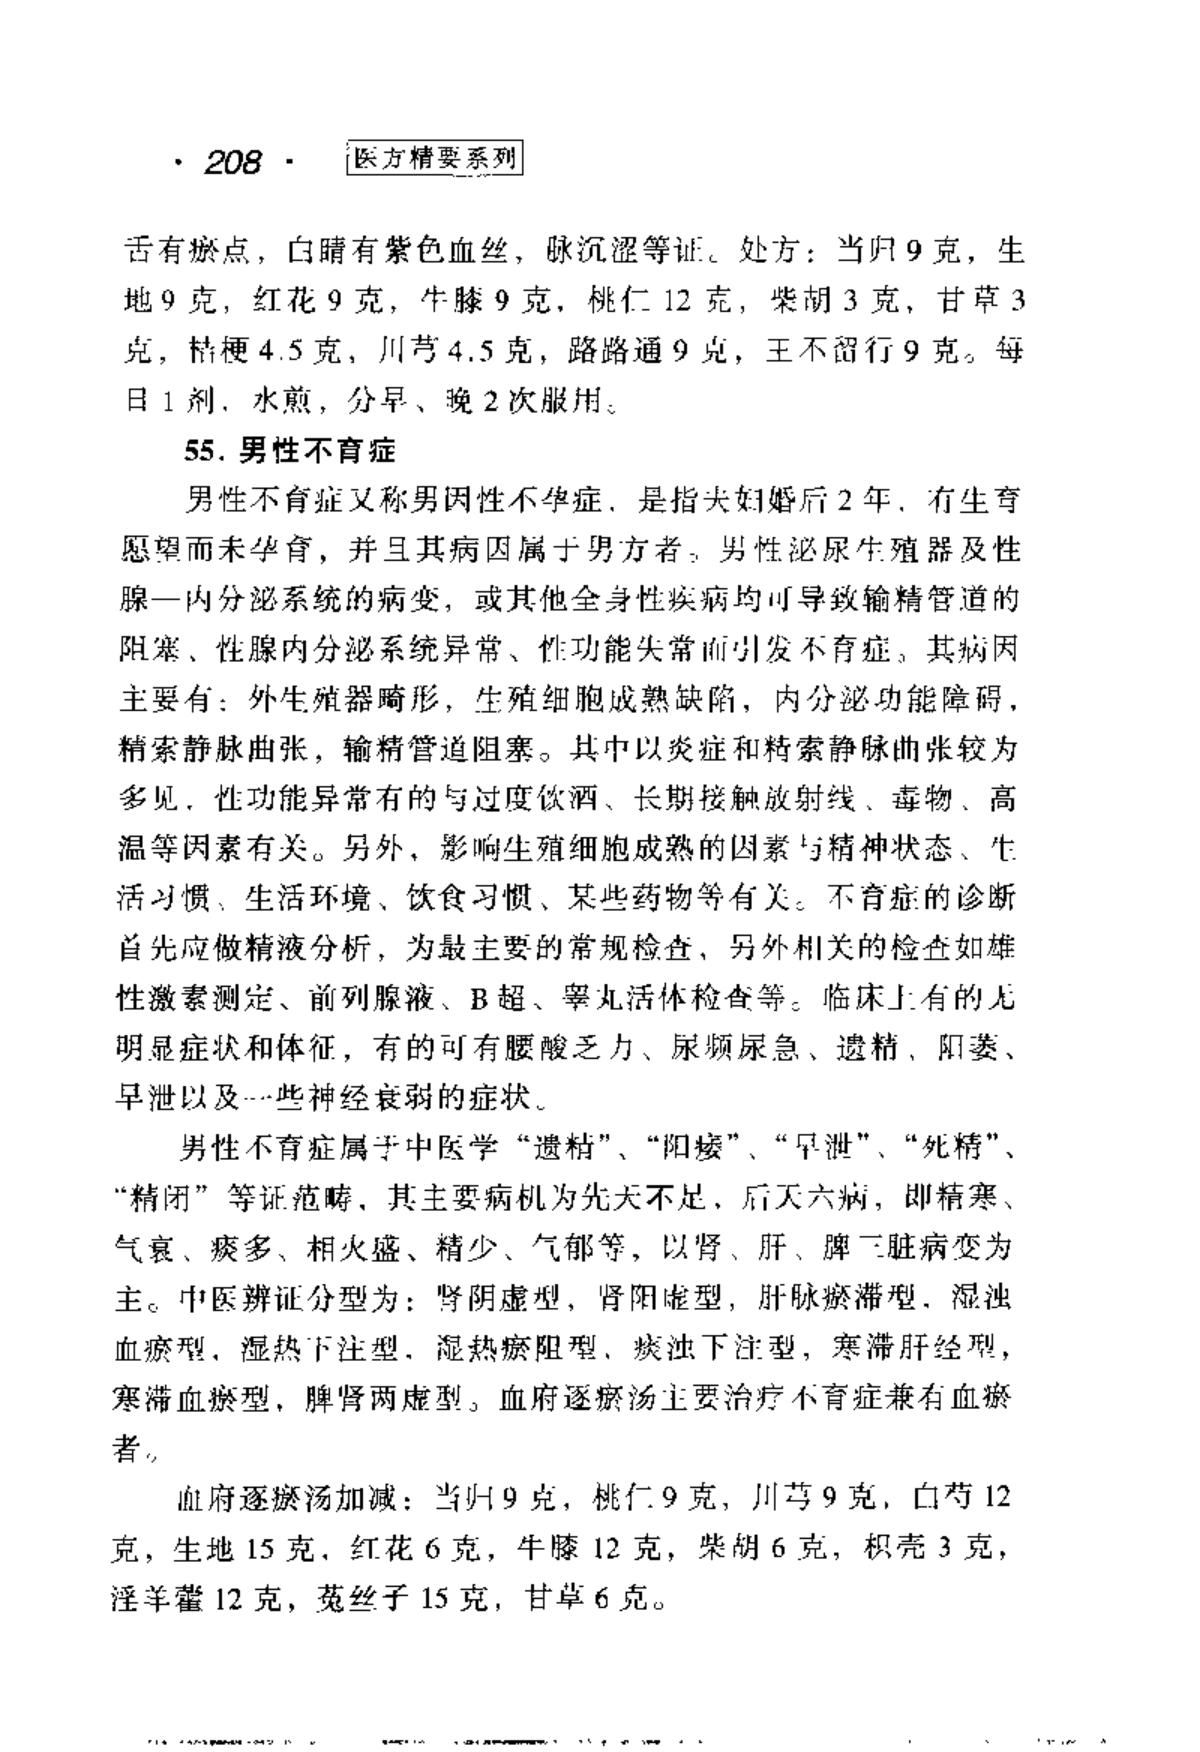 · 208 · 医方精要系列
舌有瘀点，白睛有紫色血丝，脉沉涩等证。处方：当归 9 克，生
地 9 克，红花 9 克，牛膝 9 克，桃仁 12 克，柴胡 3 克，甘草 3
克，桔梗 4.5 克，川芎 4.5 克，路路通 9 克，王不留行 9 克。每
日 1 剂，水煎，分早、晚 2 次服用。
55. 男性不育症
男性不育症又称男因性不孕症，是指夫妇婚后 2 年，有生育
愿望而未孕育，并且其病因属于男方者。男性泌尿生殖器及性
腺—内分泌系统的病变，或其他全身性疾病均可导致输精管道的
阻塞、性腺内分泌系统异常、性功能失常而引发不育症。其病因
主要有：外生殖器畸形，生殖细胞成熟缺陷，内分泌功能障碍，
精索静脉曲张，输精管道阻塞。其中以炎症和精索静脉曲张较为
多见，性功能异常有的与过度饮酒、长期接触放射线、毒物、高
温等因素有关。另外，影响生殖细胞成熟的因素与精神状态、生
活习惯、生活环境、饮食习惯、某些药物等有关。不育症的诊断
首先应做精液分析，为最主要的常规检查，另外相关的检查如雄
性激素测定、前列腺液、B 超、睾丸活体检查等。临床上有的无
明显症状和体征，有的可有腰酸乏力、尿频尿急、遗精、阳萎、
早泄以及一些神经衰弱的症状。
男性不育症属于中医学“遗精”、“阳痿”、“早泄”、“死精”、
“精闭”等证范畴，其主要病机为先天不足，后天六病，即精寒、
气衰、痰多、相火盛、精少、气郁等，以肾、肝、脾三脏病变为
主。中医辨证分型为：肾阴虚型，肾阳虚型，肝脉瘀滞型，湿浊
血瘀型，湿热下注型，湿热瘀阻型，痰浊下注型，寒滞肝经型，
寒滞血瘀型，脾肾两虚型。血府逐瘀汤主要治疗不育症兼有血瘀
者。
血府逐瘀汤加减：当归 9 克，桃仁 9 克，川芎 9 克，白芍 12
克，生地 15 克，红花 6 克，牛膝 12 克，柴胡 6 克，枳壳 3 克，
淫羊藿 12 克，菟丝子 15 克，甘草 6 克。